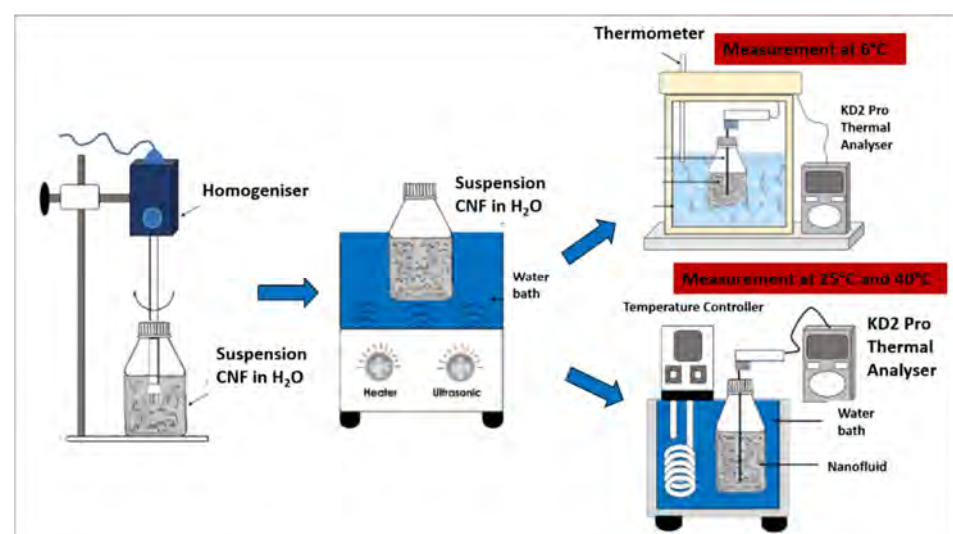 Homogeniser
Suspension
CNF in H₂O
Suspension
CNF in H₂O
Water
bath
Heater
Ultrasonic
Thermometer
Measurement at 6°C
KD2 Pro
Thermal
Analyser
Measurement at 25°C and 40°C
Temperature Controller
KD2 Pro
Thermal
Analyser
Water
bath
Nanofluid